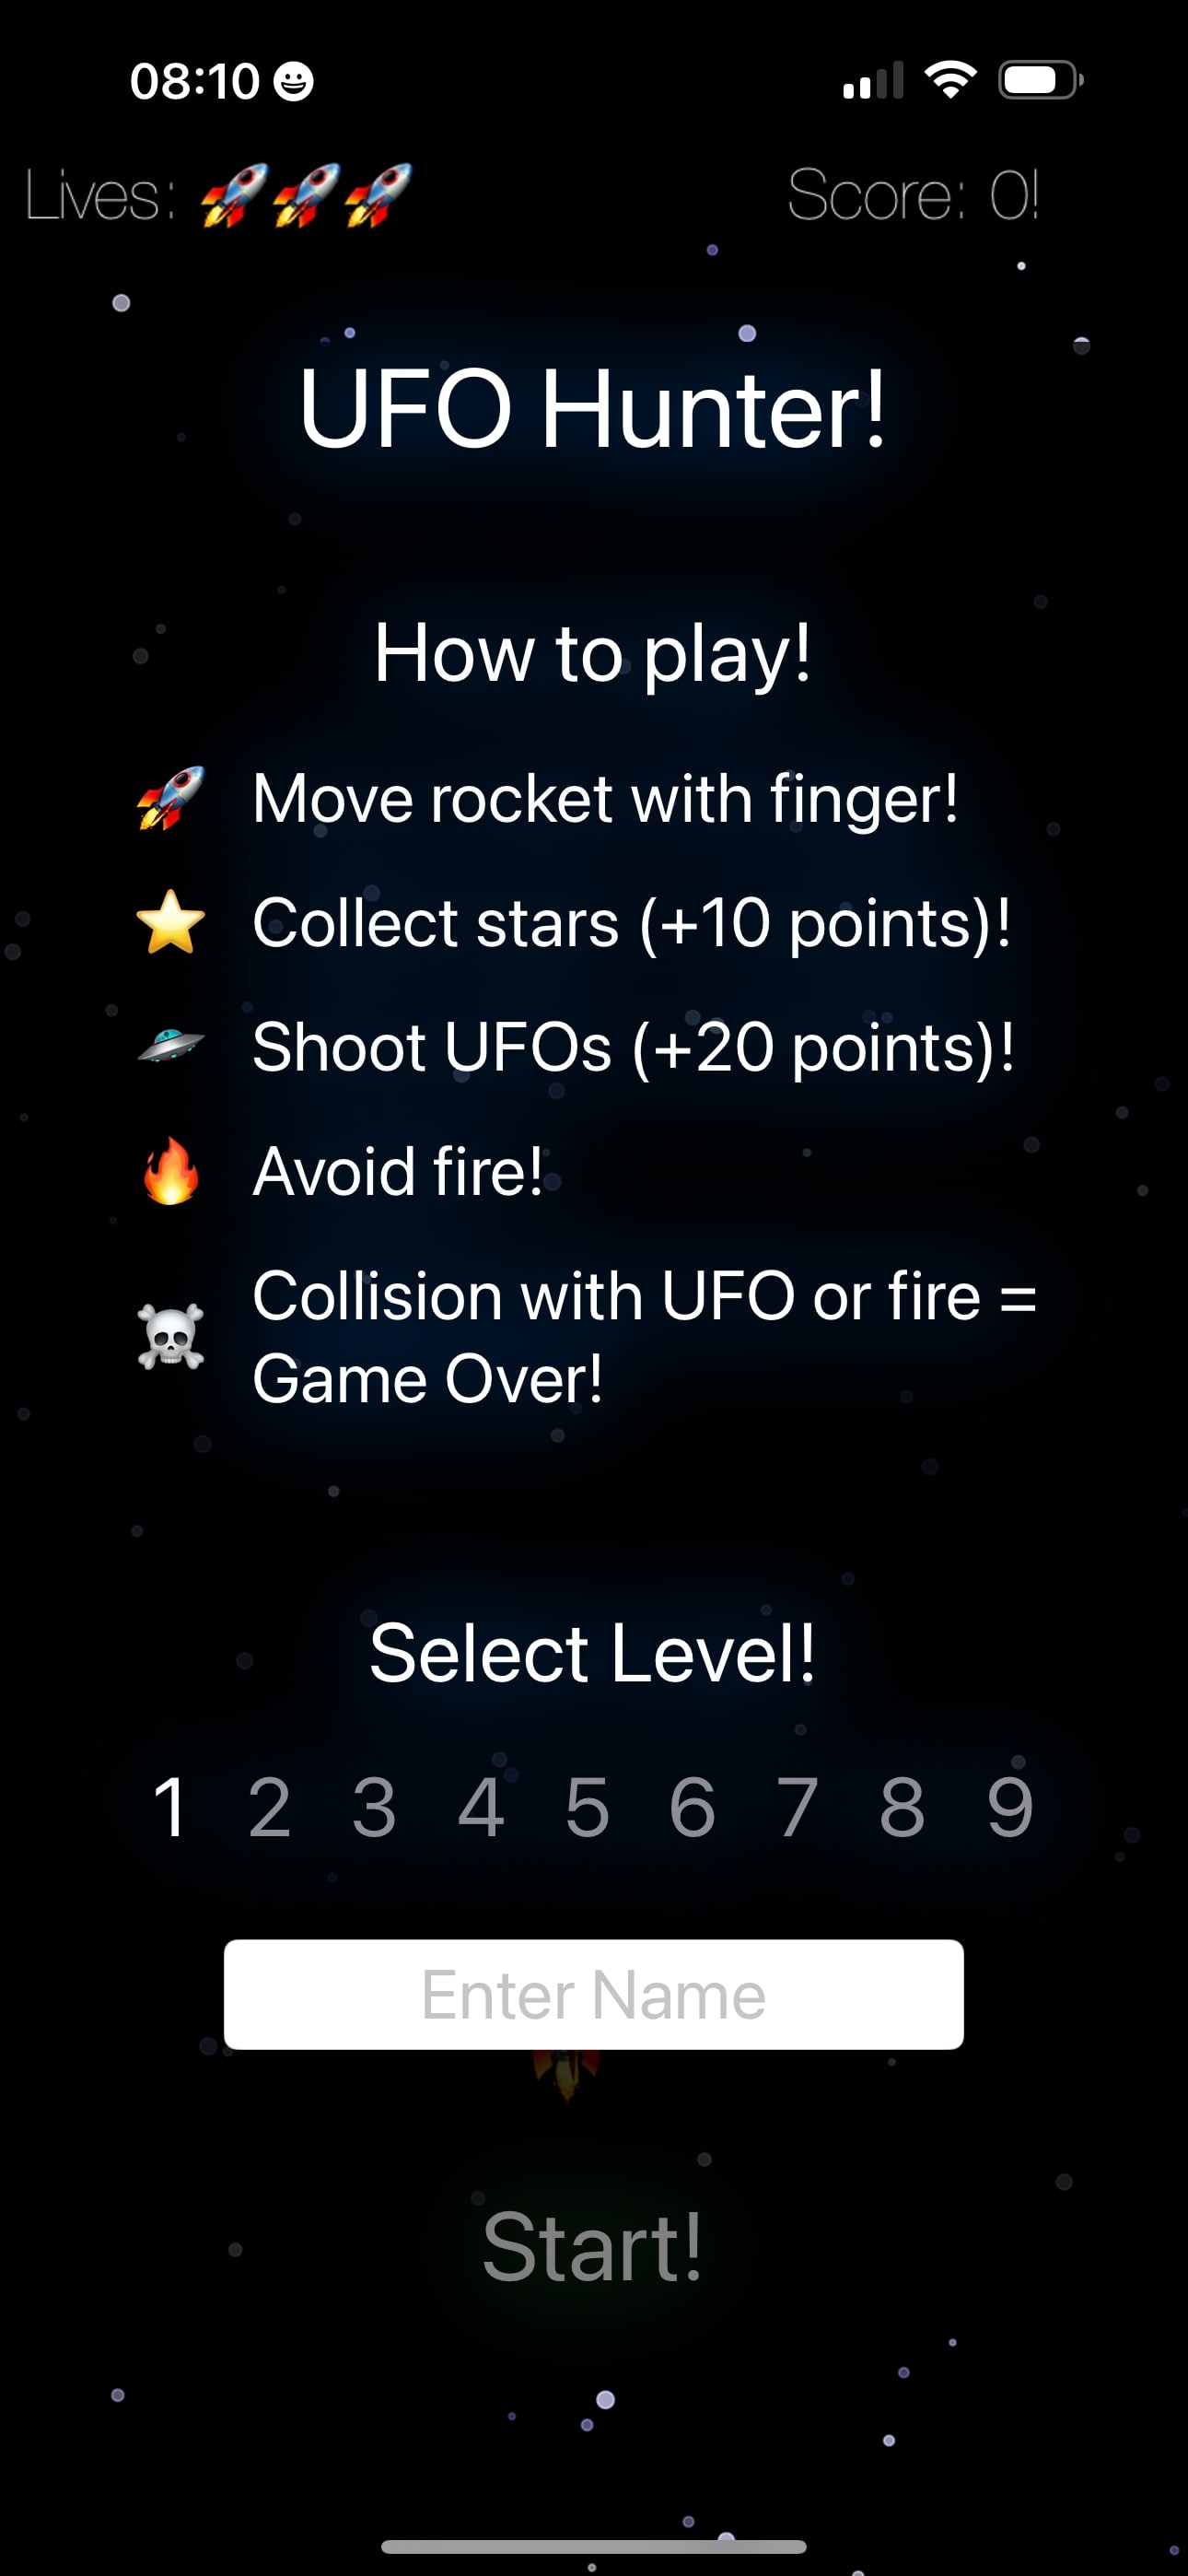 08:10
Lives: 🚀🚀🚀 Score: 0!
UFO Hunter!
How to play!
🚀 Move rocket with finger!
⭐ Collect stars (+10 points)!
🛸 Shoot UFOs (+20 points)!
🔥 Avoid fire!
☠️ Collision with UFO or fire =
Game Over!
Select Level!
1 2 3 4 5 6 7 8 9
Enter Name
Start!